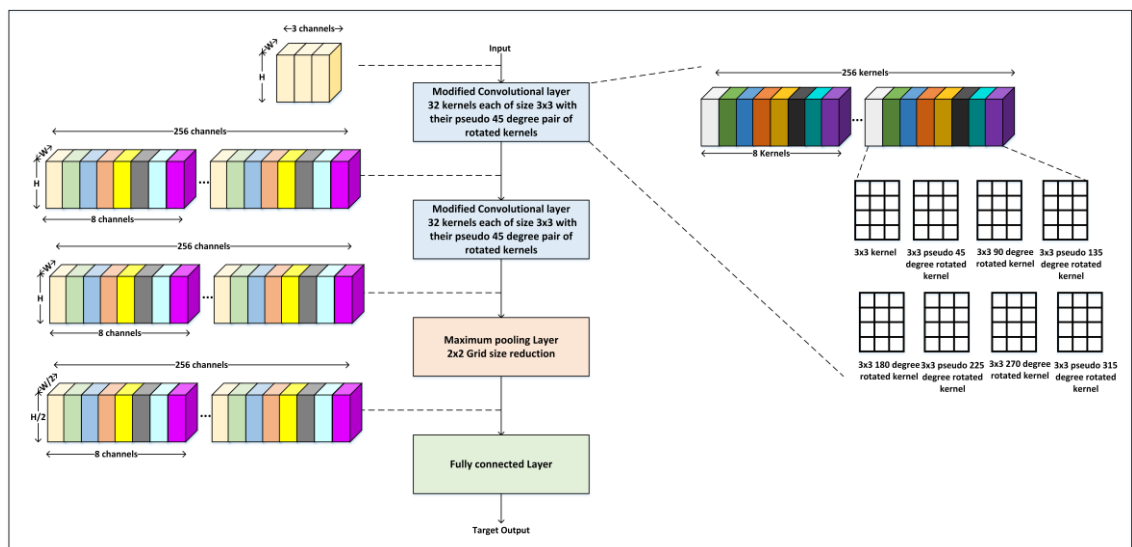 3 channels
W
H
Input
Modified Convolutional layer
32 kernels each of size 3x3 with
their pseudo 45 degree pair of
rotated kernels
256 kernels
8 Kernels
256 channels
W
H
8 channels
Modified Convolutional layer
32 kernels each of size 3x3 with
their pseudo 45 degree pair of
rotated kernels
3x3 kernel
3x3 pseudo 45
degree rotated
kernel
3x3 90 degree
rotated kernel
3x3 pseudo 135
degree rotated
kernel
256 channels
W
H
8 channels
Maximum pooling Layer
2x2 Grid size reduction
3x3 180 degree
rotated kernel
3x3 pseudo 225
degree rotated
kernel
3x3 270 degree
rotated kernel
3x3 pseudo 315
degree rotated
kernel
256 channels
W/2
H/2
8 channels
Fully connected Layer
Target Output